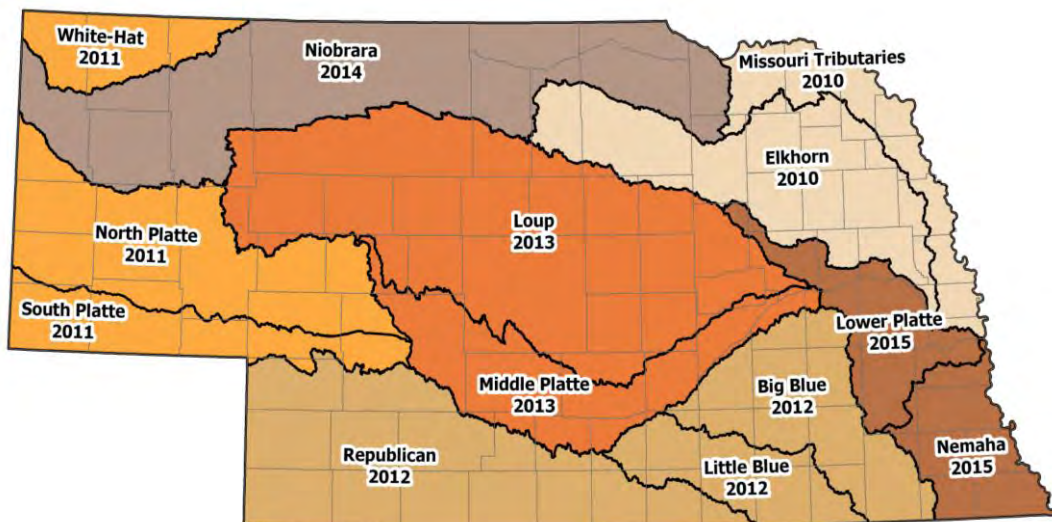 White-Hat
2011
Niobrara
2014
Missouri Tributaries
2010
Elkhorn
2010
North Platte
2011
Loup
2013
South Platte
2011
Lower Platte
2015
Middle Platte
2013
Big Blue
2012
Republican
2012
Little Blue
2012
Nemaha
2015